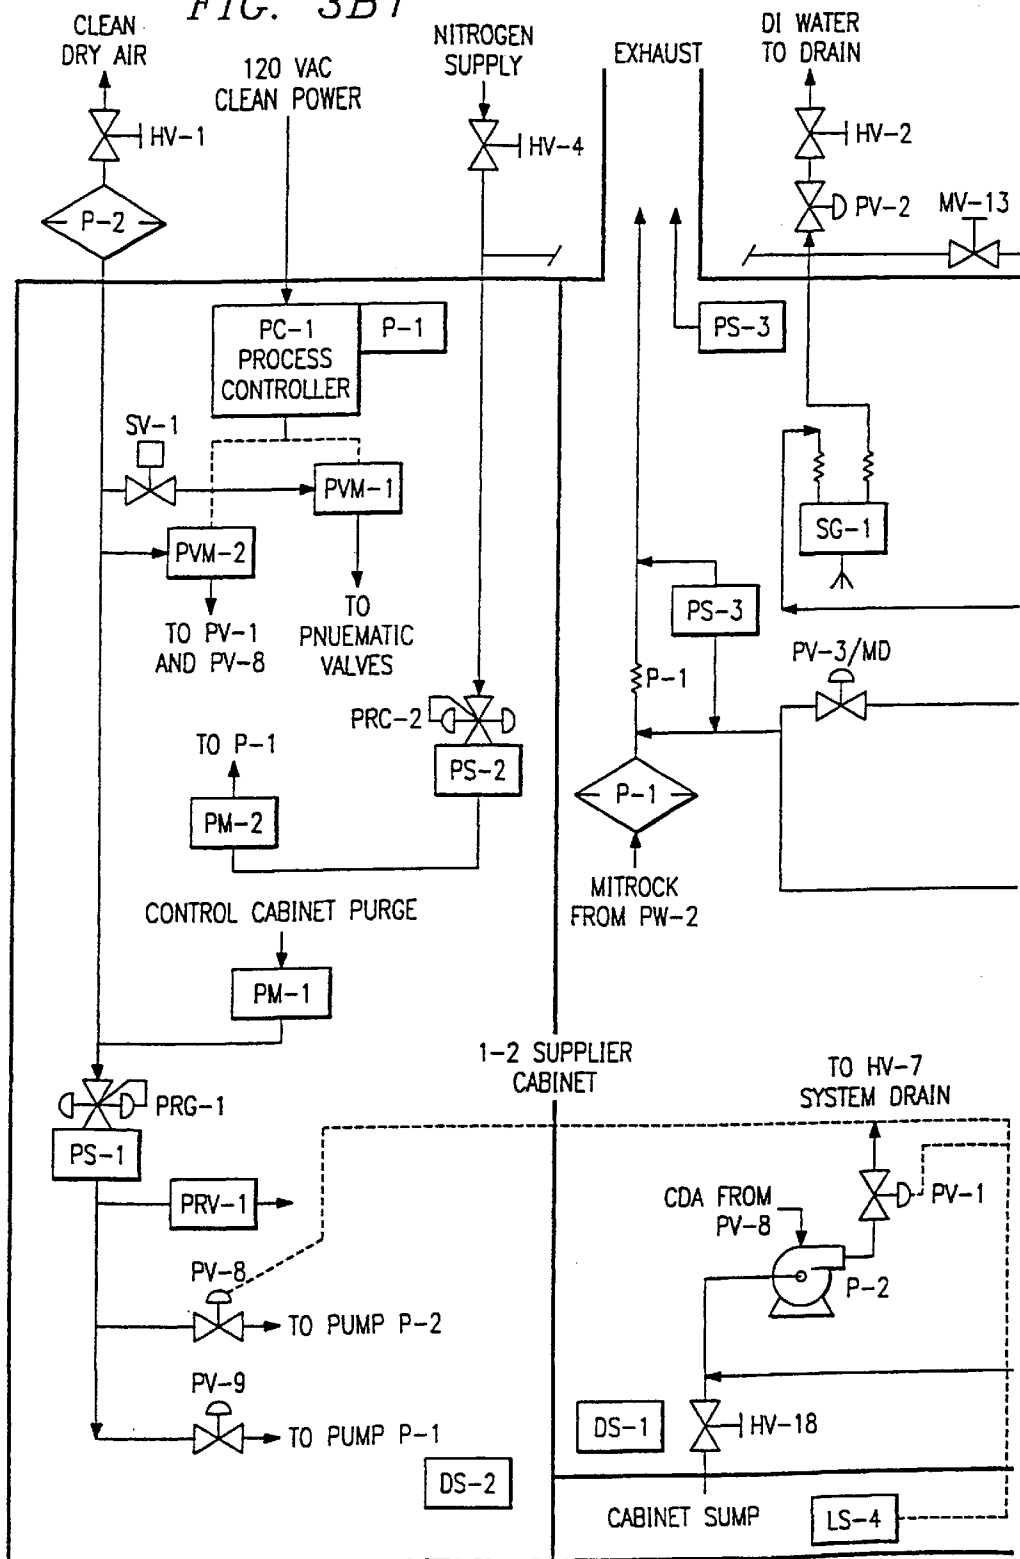 FIG. 3B1
CLEAN
DRY AIR
120 VAC
CLEAN POWER
NITROGEN
SUPPLY
EXHAUST
DI WATER
TO DRAIN
HV-1
HV-4
HV-2
P-2
PV-2
MV-13
PC-1
PROCESS
CONTROLLER
P-1
PS-3
SV-1
PVM-1
SG-1
PVM-2
PS-3
TO PV-1
AND PV-8
TO
PNUEMATIC
VALVES
PV-3/MD
P-1
PRC-2
TO P-1
PS-2
P-1
PM-2
MITROCK
FROM PW-2
CONTROL CABINET PURGE
PM-1
1-2 SUPPLIER
CABINET
TO HV-7
SYSTEM DRAIN
PRG-1
PS-1
PRV-1
CDA FROM
PV-8
PV-1
PV-8
P-2
TO PUMP P-2
PV-9
TO PUMP P-1
DS-1
HV-18
DS-2
CABINET SUMP
LS-4